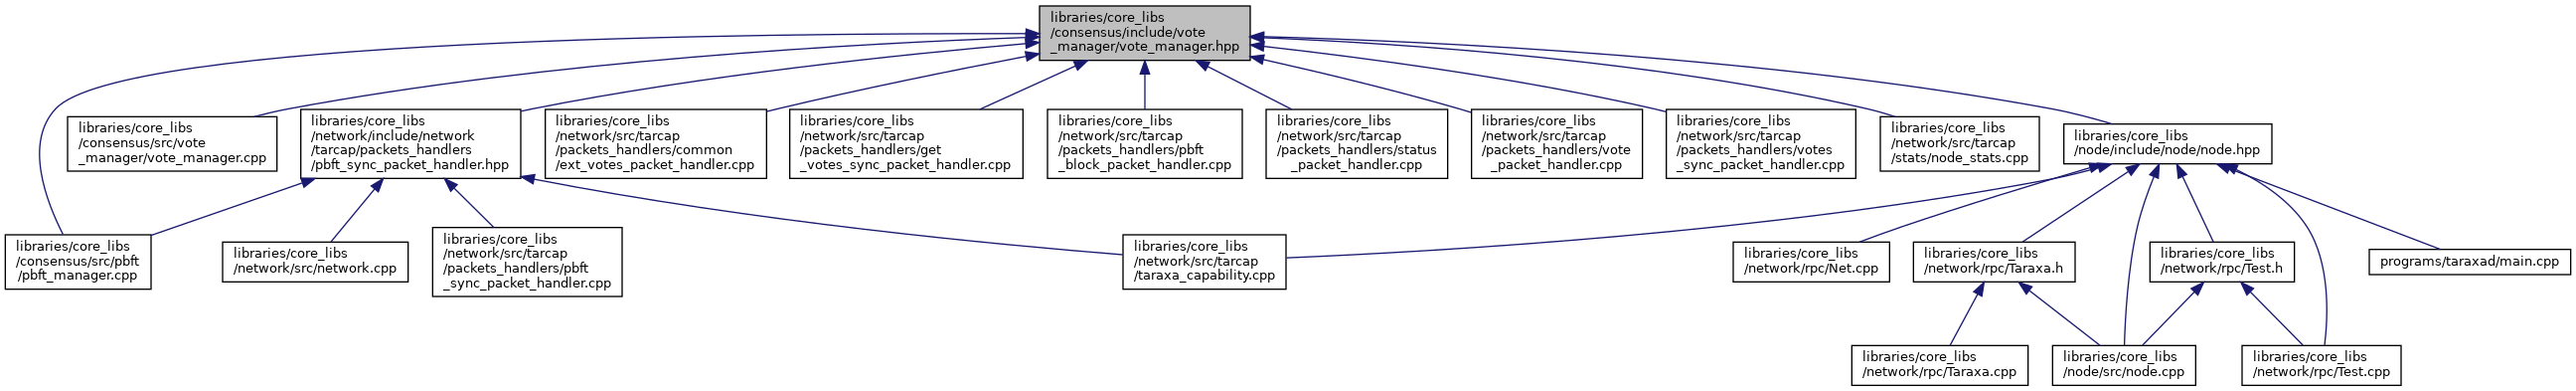 libraries/core_libs
/consensus/include/vote
_manager/vote_manager.hpp
libraries/core_libs
/consensus/src/vote
_manager/vote_manager.cpp
libraries/core_libs
/network/include/network
/tarcap/packets_handlers
/pbft_sync_packet_handler.hpp
libraries/core_libs
/network/src/tarcap
/packets_handlers/common
/ext_votes_packet_handler.cpp
libraries/core_libs
/network/src/tarcap
/packets_handlers/get
_votes_sync_packet_handler.cpp
libraries/core_libs
/network/src/tarcap
/packets_handlers/pbft
_block_packet_handler.cpp
libraries/core_libs
/network/src/tarcap
/packets_handlers/status
_packet_handler.cpp
libraries/core_libs
/network/src/tarcap
/packets_handlers/vote
_packet_handler.cpp
libraries/core_libs
/network/src/tarcap
/packets_handlers/votes
_sync_packet_handler.cpp
libraries/core_libs
/network/src/tarcap
/stats/node_stats.cpp
libraries/core_libs
/node/include/node/node.hpp
libraries/core_libs
/consensus/src/pbft
/pbft_manager.cpp
libraries/core_libs
/network/src/network.cpp
libraries/core_libs
/network/src/tarcap
/packets_handlers/pbft
_sync_packet_handler.cpp
libraries/core_libs
/network/src/tarcap
/taraxa_capability.cpp
libraries/core_libs
/network/rpc/Net.cpp
libraries/core_libs
/network/rpc/Taraxa.h
libraries/core_libs
/network/rpc/Test.h
programs/taraxad/main.cpp
libraries/core_libs
/network/rpc/Taraxa.cpp
libraries/core_libs
/node/src/node.cpp
libraries/core_libs
/network/rpc/Test.cpp